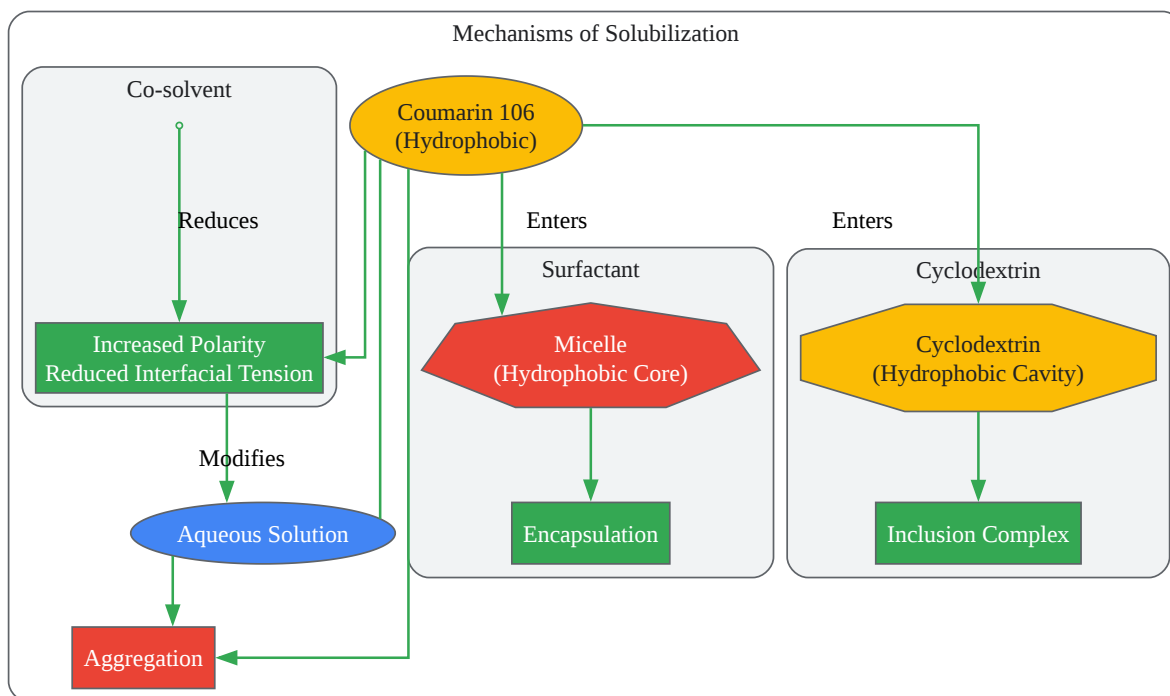 Mechanisms of Solubilization
Co-solvent
Coumarin 106
(Hydrophobic)
Reduces
Enters
Enters
Surfactant
Cyclodextrin
Increased Polarity
Reduced Interfacial Tension
Micelle
(Hydrophobic Core)
Cyclodextrin
(Hydrophobic Cavity)
Modifies
Aqueous Solution
Encapsulation
Inclusion Complex
Aggregation